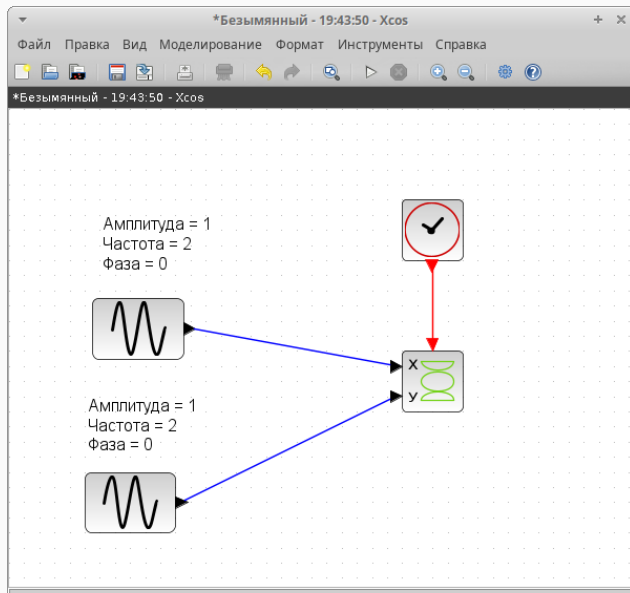 *Безымянный - 19:43:50 - Xcos
Файл Правка Вид Моделирование Формат Инструменты Справка
*Безымянный - 19:43:50 - Xcos
Амплитуда = 1
Частота = 2
Фаза = 0
X
У
Амплитуда = 1
Частота = 2
Фаза = 0